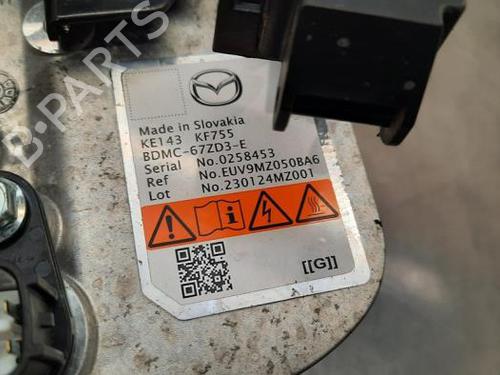 Made in Slovakia
KE143 KF755
BDMC-67ZD3-E
Serial No.0258453
Ref No.EUV9MZ050BA6
Lot No.230124MZ001
[[G]]
B-PARTS